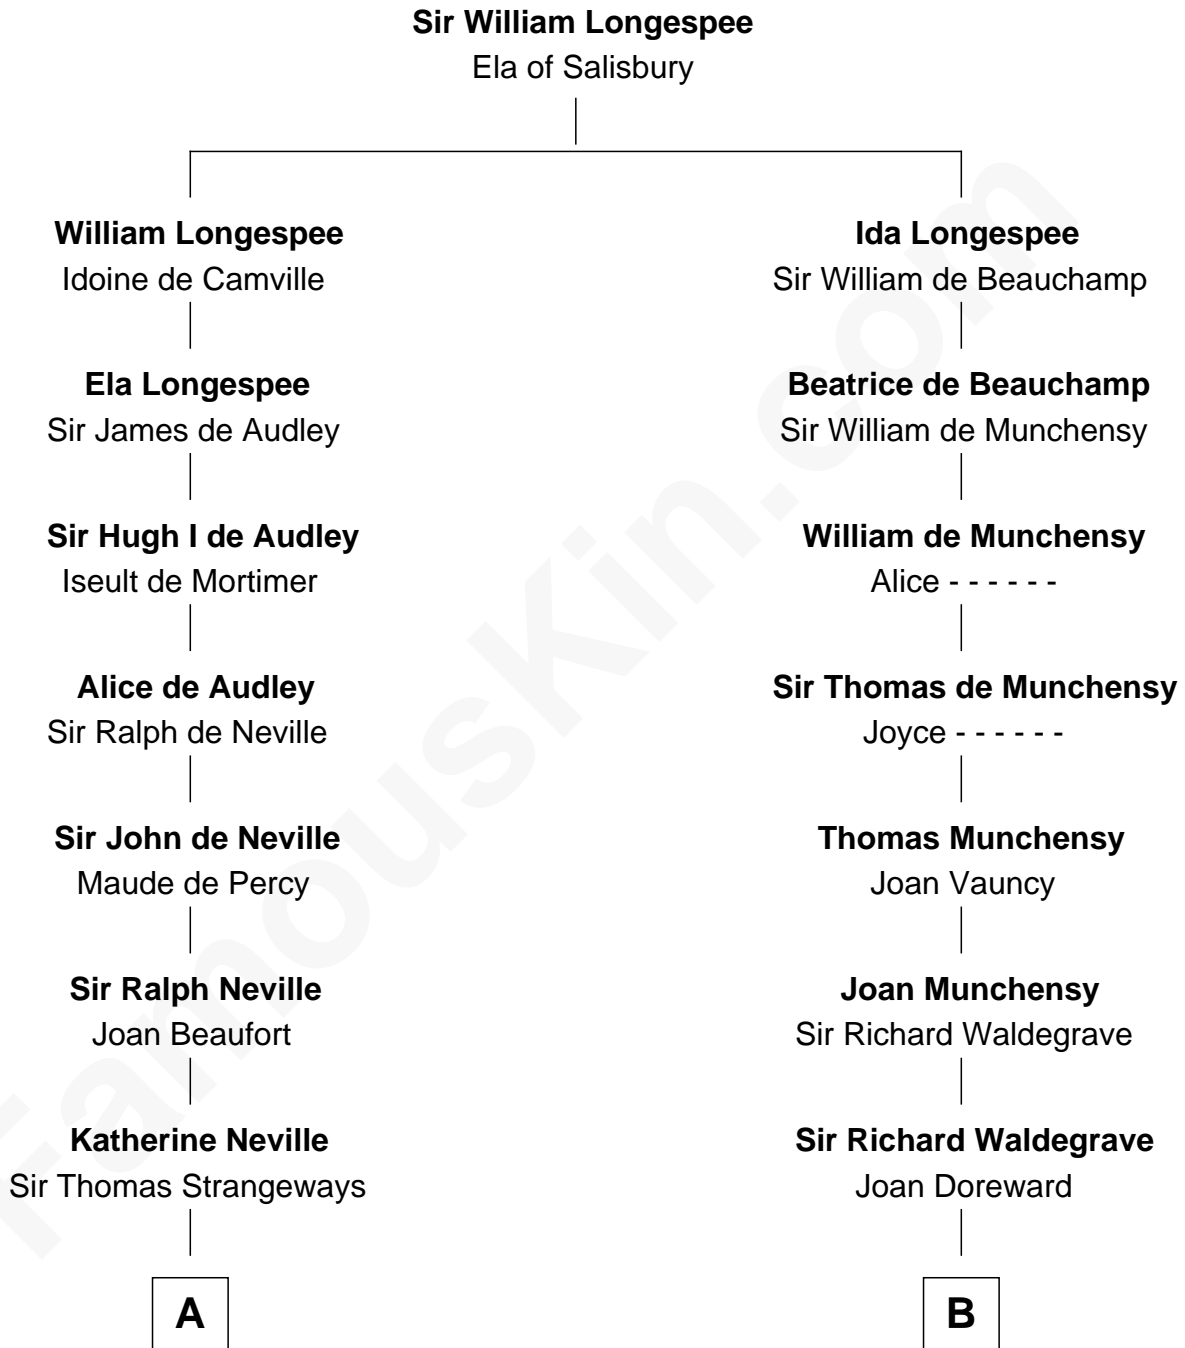 Sir William Longespee
Ela of Salisbury
William Longespee
Idoine de Camville
Ela Longespee
Sir James de Audley
Sir Hugh I de Audley
Iseult de Mortimer
Alice de Audley
Sir Ralph de Neville
Sir John de Neville
Maude de Percy
Sir Ralph Neville
Joan Beaufort
Katherine Neville
Sir Thomas Strangeways
A
Ida Longespee
Sir William de Beauchamp
Beatrice de Beauchamp
Sir William de Munchensy
William de Munchensy
Alice - - - - - -
Sir Thomas de Munchensy
Joyce - - - - - -
Thomas Munchensy
Joan Vauncy
Joan Munchensy
Sir Richard Waldegrave
Sir Richard Waldegrave
Joan Doreward
B
FamousKin.com